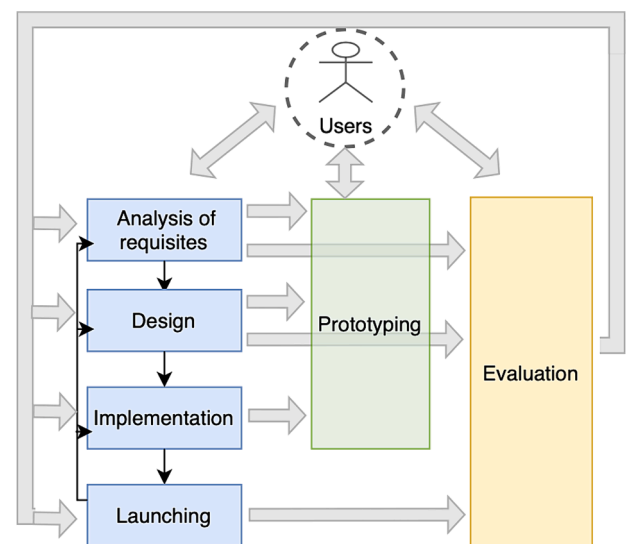 Users
Analysis of
requisites
Design
Prototyping
Evaluation
Implementation
Launching